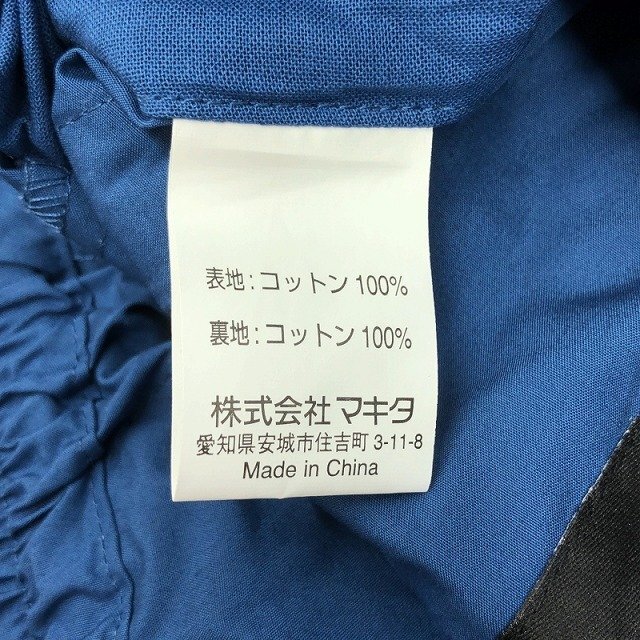 表地：コットン 100%
裏地：コットン 100%
株式会社 マキタ
愛知県安城市住吉町 3-11-8
Made in China